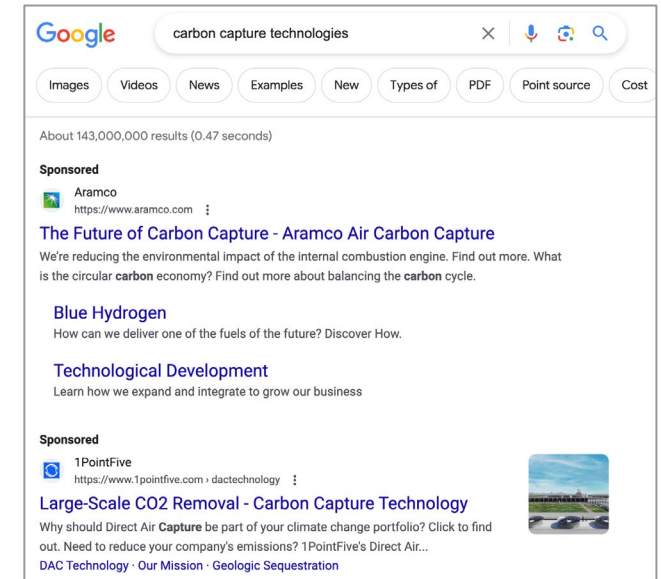 Google
carbon capture technologies
Images Videos News Examples New Types of PDF Point source Cost
About 143,000,000 results (0.47 seconds)
Sponsored
Aramco
https://www.aramco.com
The Future of Carbon Capture - Aramco Air Carbon Capture
We're reducing the environmental impact of the internal combustion engine. Find out more. What
is the circular carbon economy? Find out more about balancing the carbon cycle.
Blue Hydrogen
How can we deliver one of the fuels of the future? Discover How.
Technological Development
Learn how we expand and integrate to grow our business
Sponsored
1PointFive
https://www.1pointfive.com › dactechnology
Large-Scale CO2 Removal - Carbon Capture Technology
Why should Direct Air Capture be part of your climate change portfolio? Click to find
out. Need to reduce your company's emissions? 1PointFive's Direct Air...
DAC Technology · Our Mission · Geologic Sequestration